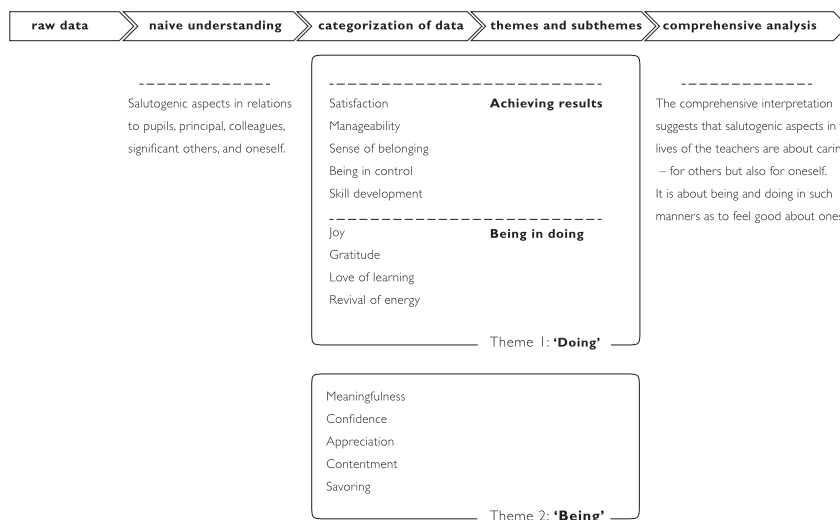 raw data
naive understanding
categorization of data
themes and subthemes
comprehensive analysis
Salutogenic aspects in relations
to pupils, principal, colleagues,
significant others, and oneself.
Satisfaction
Manageability
Sense of belonging
Being in control
Skill development
Achieving results
Joy
Gratitude
Love of learning
Revival of energy
Being in doing
Theme 1: ‘Doing’
Meaningfulness
Confidence
Appreciation
Contentment
Savoring
Theme 2: ‘Being’
The comprehensive interpretation
suggests that salutogenic aspects in
lives of the teachers are about
– for others but also for oneself.
It is about being and doing in such
manners as to feel good about